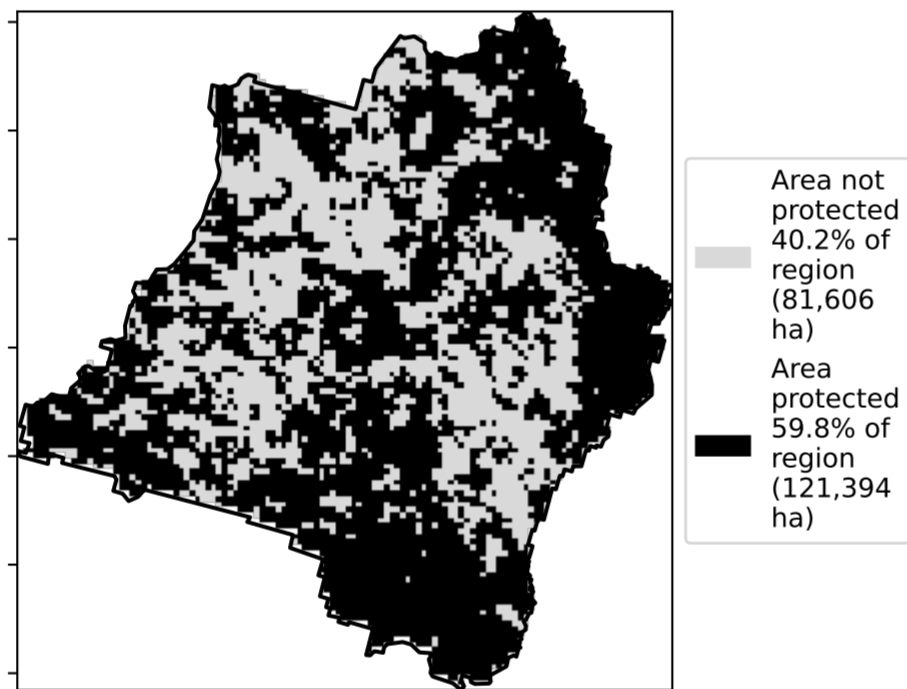 Area not
protected
40.2% of
region
(81,606
ha)
Area
protected
59.8% of
region
(121,394
ha)